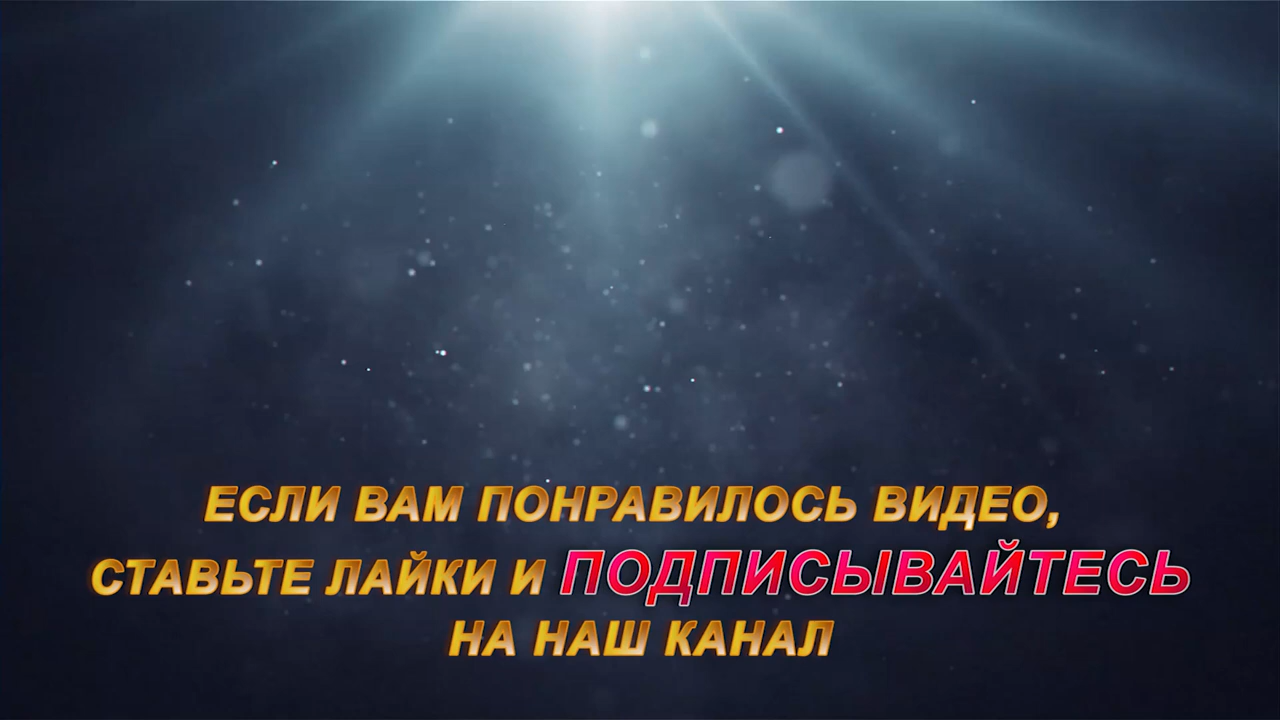 ЕСЛИ ВАМ ПОНРАВИЛОСЬ ВИДЕО,
СТАВЬТЕ ЛАЙКИ И ПОДПИСЫВАЙТЕСЬ
НА НАШ КАНАЛ